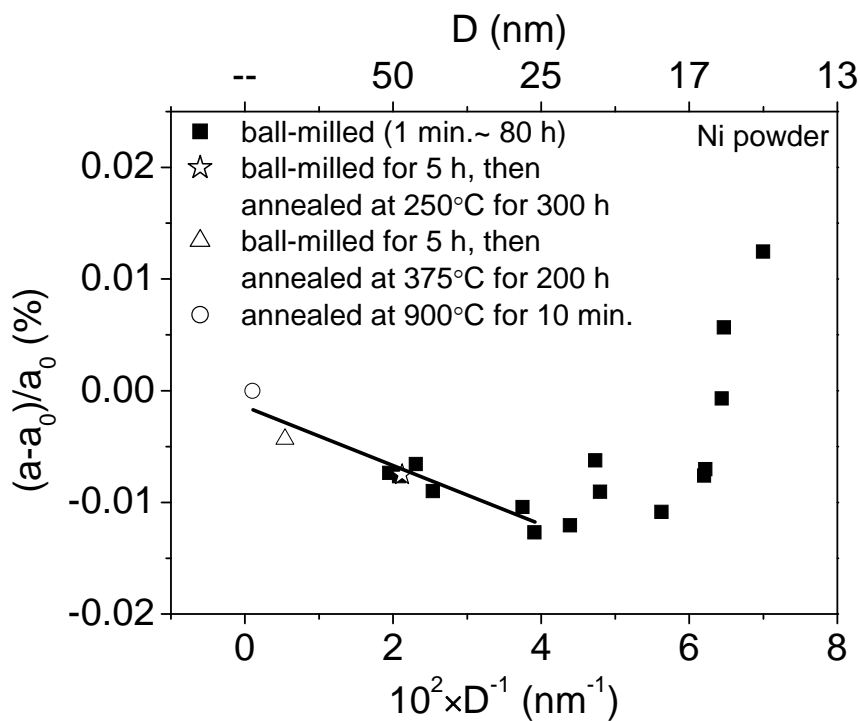 D (nm)
-- 50 25 17 13
ball-milled (1 min.~ 80 h)
Ni powder
ball-milled for 5 h, then
annealed at 250°C for 300 h
ball-milled for 5 h, then
annealed at 375°C for 200 h
annealed at 900°C for 10 min.
0.02
0.01
0.00
-0.01
-0.02
(a-a₀)/a₀ (%)
0 2 4 6 8
10²×D⁻¹ (nm⁻¹)